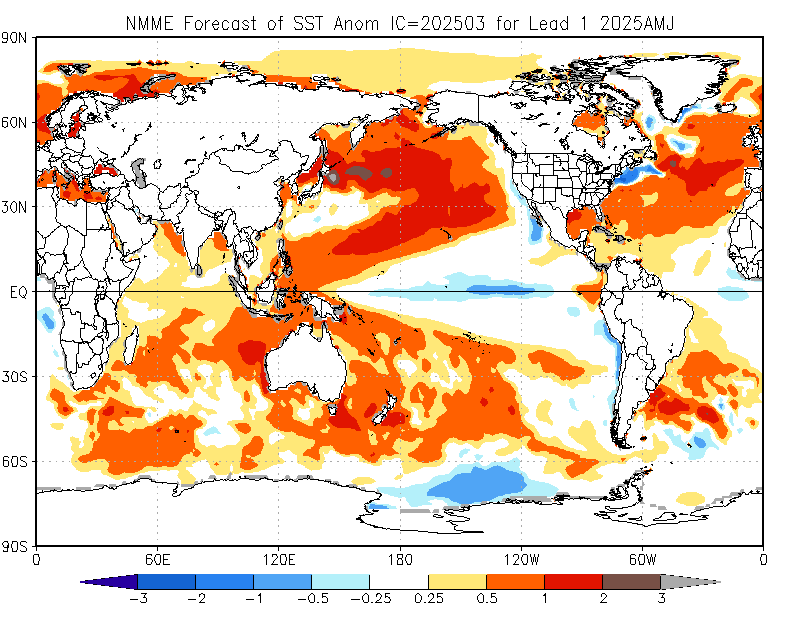 NMME Forecast of SST Anom IC=202503 for Lead 1 2025AMJ
90N
60N
30N
EQ
30S
60S
90S
0 60E 120E 180 120W 60W 0
-3 -2 -1 -0.5 -0.25 0.25 0.5 1 2 3